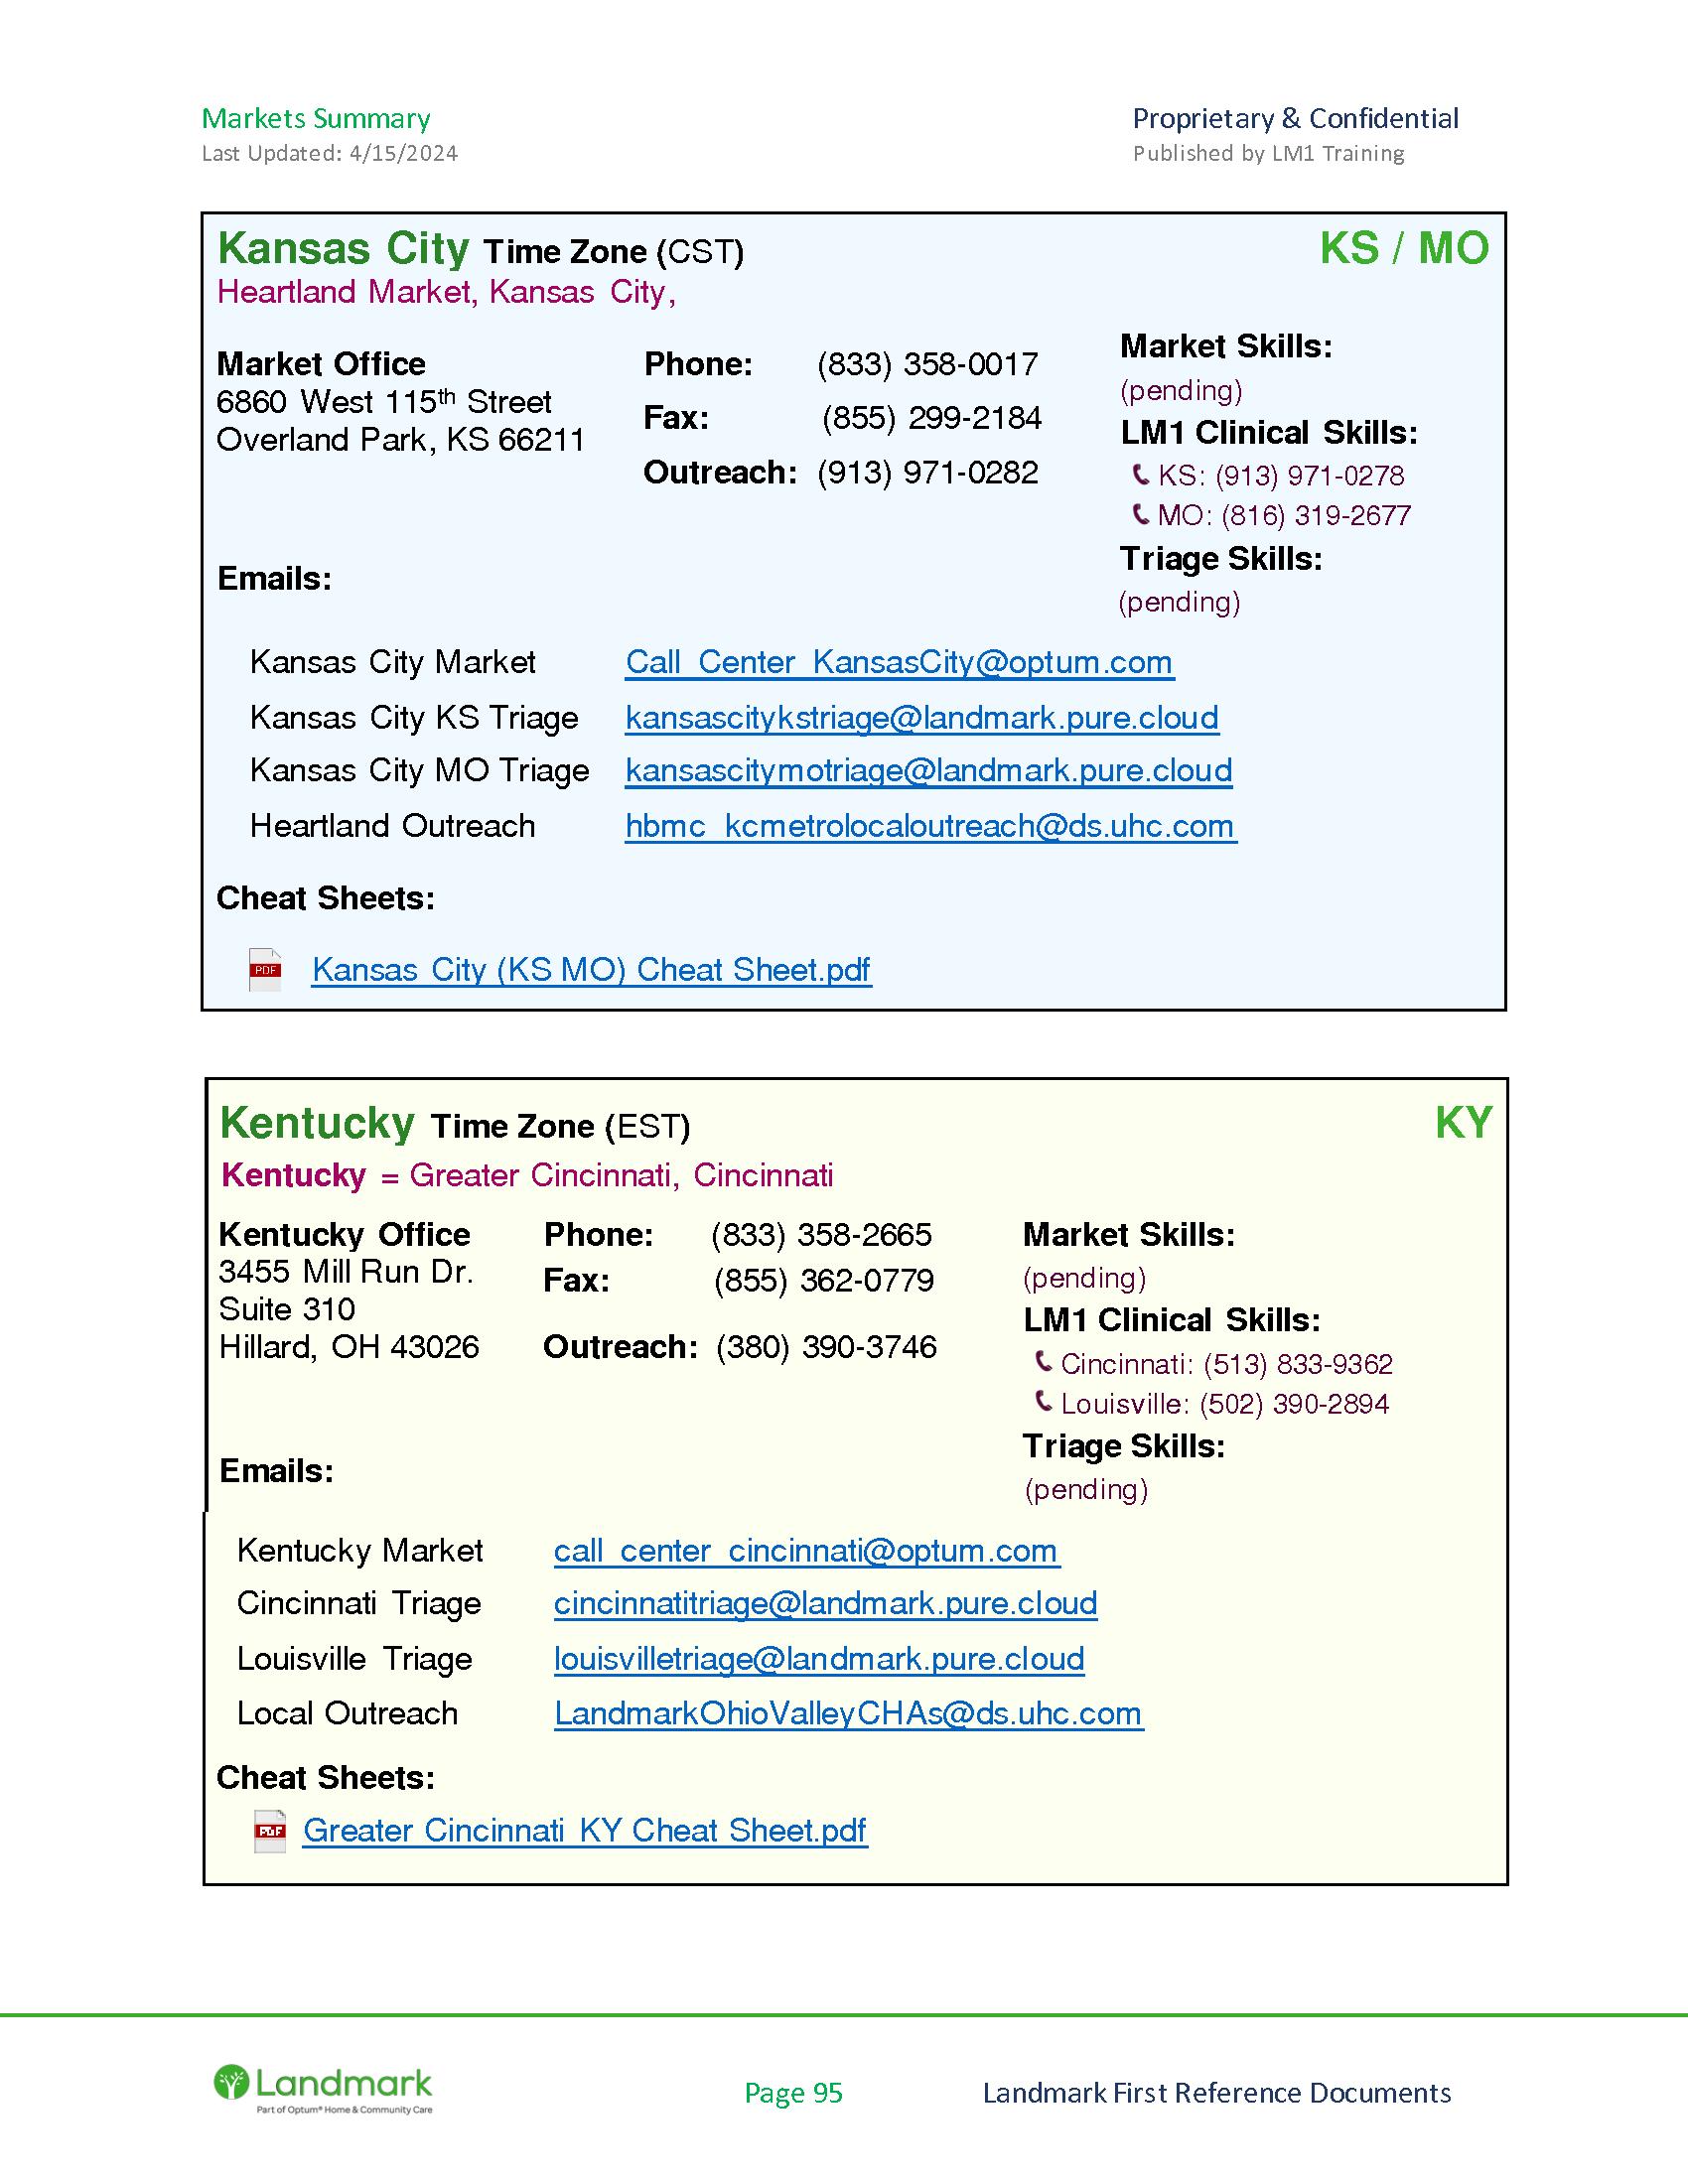 Markets Summary
Proprietary & Confidential
Last Updated: 4/15/2024
Published by LM1 Training
Kansas City Time Zone (CST)
KS / MO
Heartland Market, Kansas City,
Market Office
6860 West 115th Street
Overland Park, KS 66211
Phone: (833) 358-0017
Fax: (855) 299-2184
Outreach: (913) 971-0282
Market Skills:
(pending)
LM1 Clinical Skills:
KS: (913) 971-0278
MO: (816) 319-2677
Triage Skills:
(pending)
Emails:
Kansas City Market Call_Center_KansasCity@optum.com
Kansas City KS Triage kansascitykstriage@landmark.pure.cloud
Kansas City MO Triage kansascitymotriage@landmark.pure.cloud
Heartland Outreach hbmc_kcmetrolocaloutreach@ds.uhc.com
Cheat Sheets:
PDF Kansas City (KS MO) Cheat Sheet.pdf
Kentucky Time Zone (EST)
KY
Kentucky = Greater Cincinnati, Cincinnati
Kentucky Office
3455 Mill Run Dr.
Suite 310
Hillard, OH 43026
Phone: (833) 358-2665
Fax: (855) 362-0779
Outreach: (380) 390-3746
Market Skills:
(pending)
LM1 Clinical Skills:
Cincinnati: (513) 833-9362
Louisville: (502) 390-2894
Triage Skills:
(pending)
Emails:
Kentucky Market call_center_cincinnati@optum.com
Cincinnati Triage cincinnatitriage@landmark.pure.cloud
Louisville Triage louisvilletriage@landmark.pure.cloud
Local Outreach LandmarkOhioValleyCHAs@ds.uhc.com
Cheat Sheets:
PDF Greater Cincinnati KY Cheat Sheet.pdf
Landmark
Part of Optum® Home & Community Care
Page 95
Landmark First Reference Documents